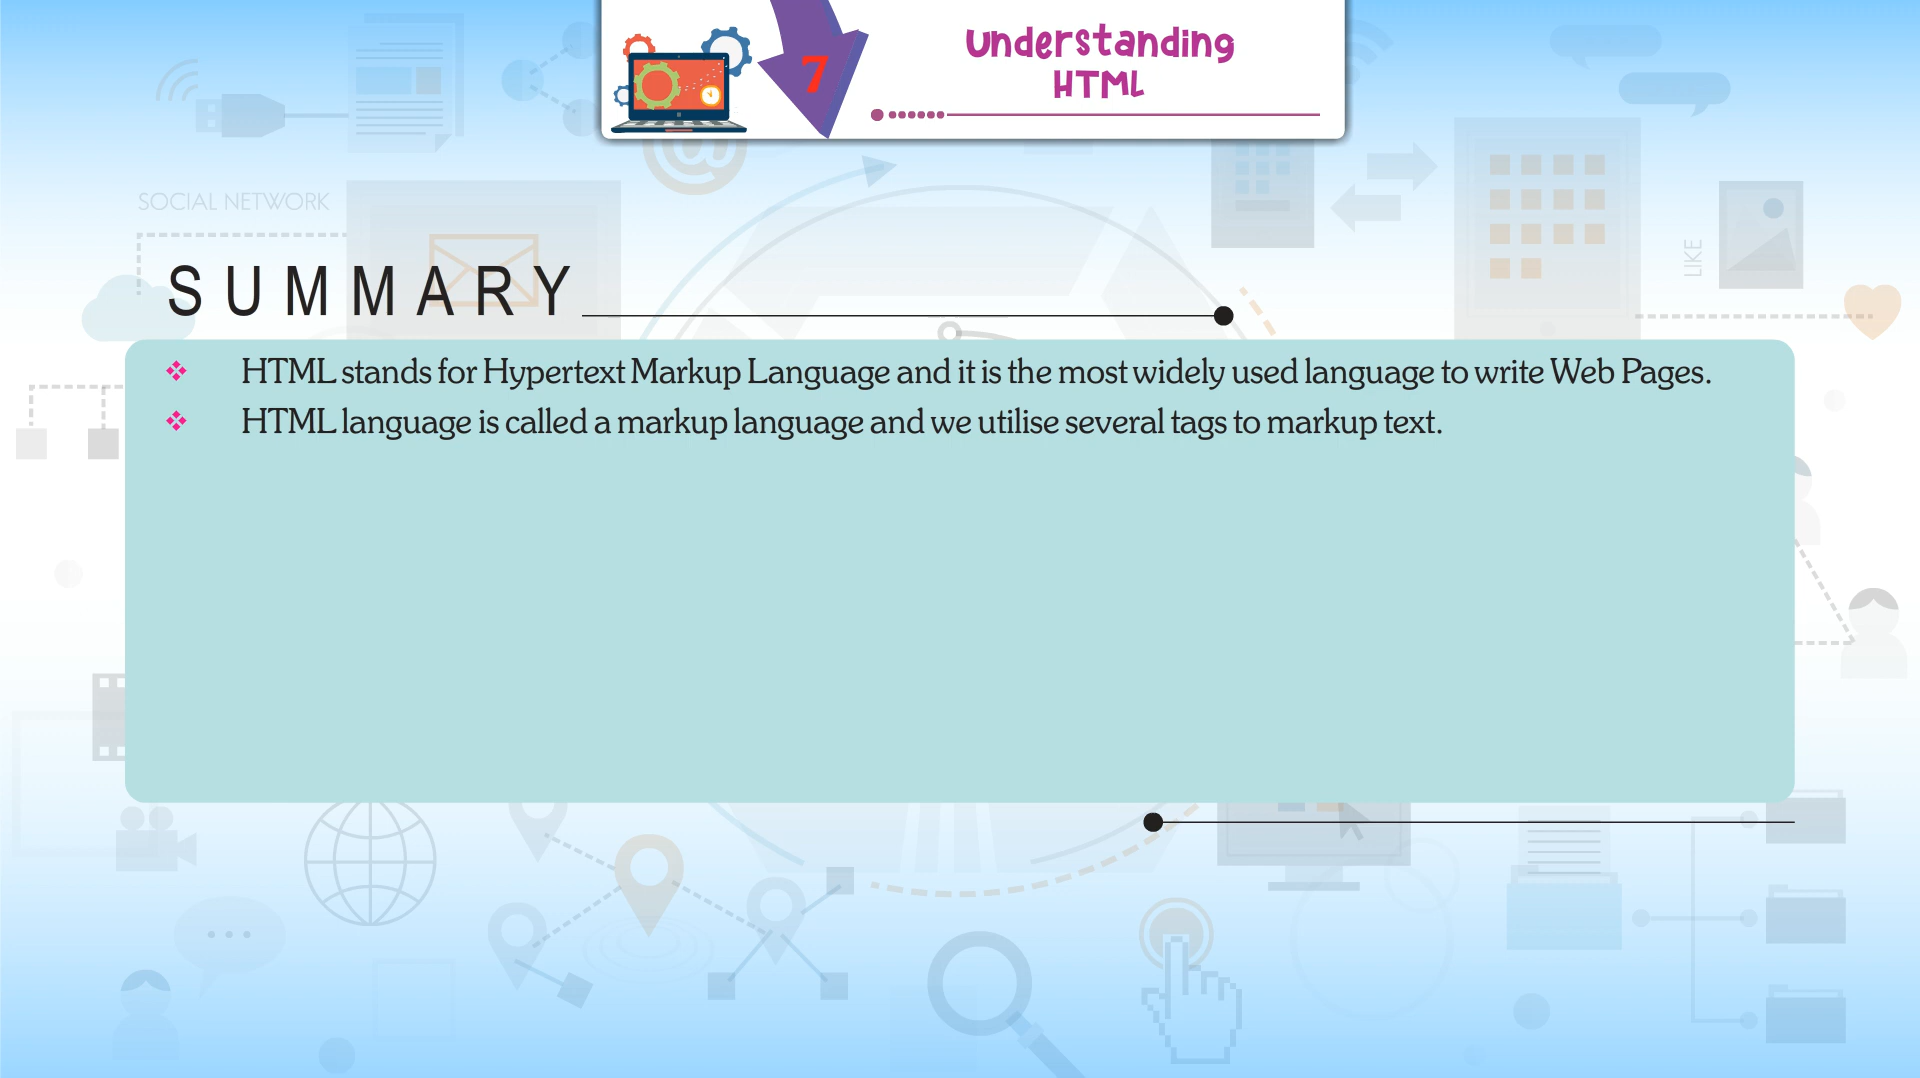 7
Understanding
HTML
SOCIAL NETWORK
LIKE
SUMMARY
❖ HTML stands for Hypertext Markup Language and it is the most widely used language to write Web Pages.
❖ HTML language is called a markup language and we utilise several tags to markup text.